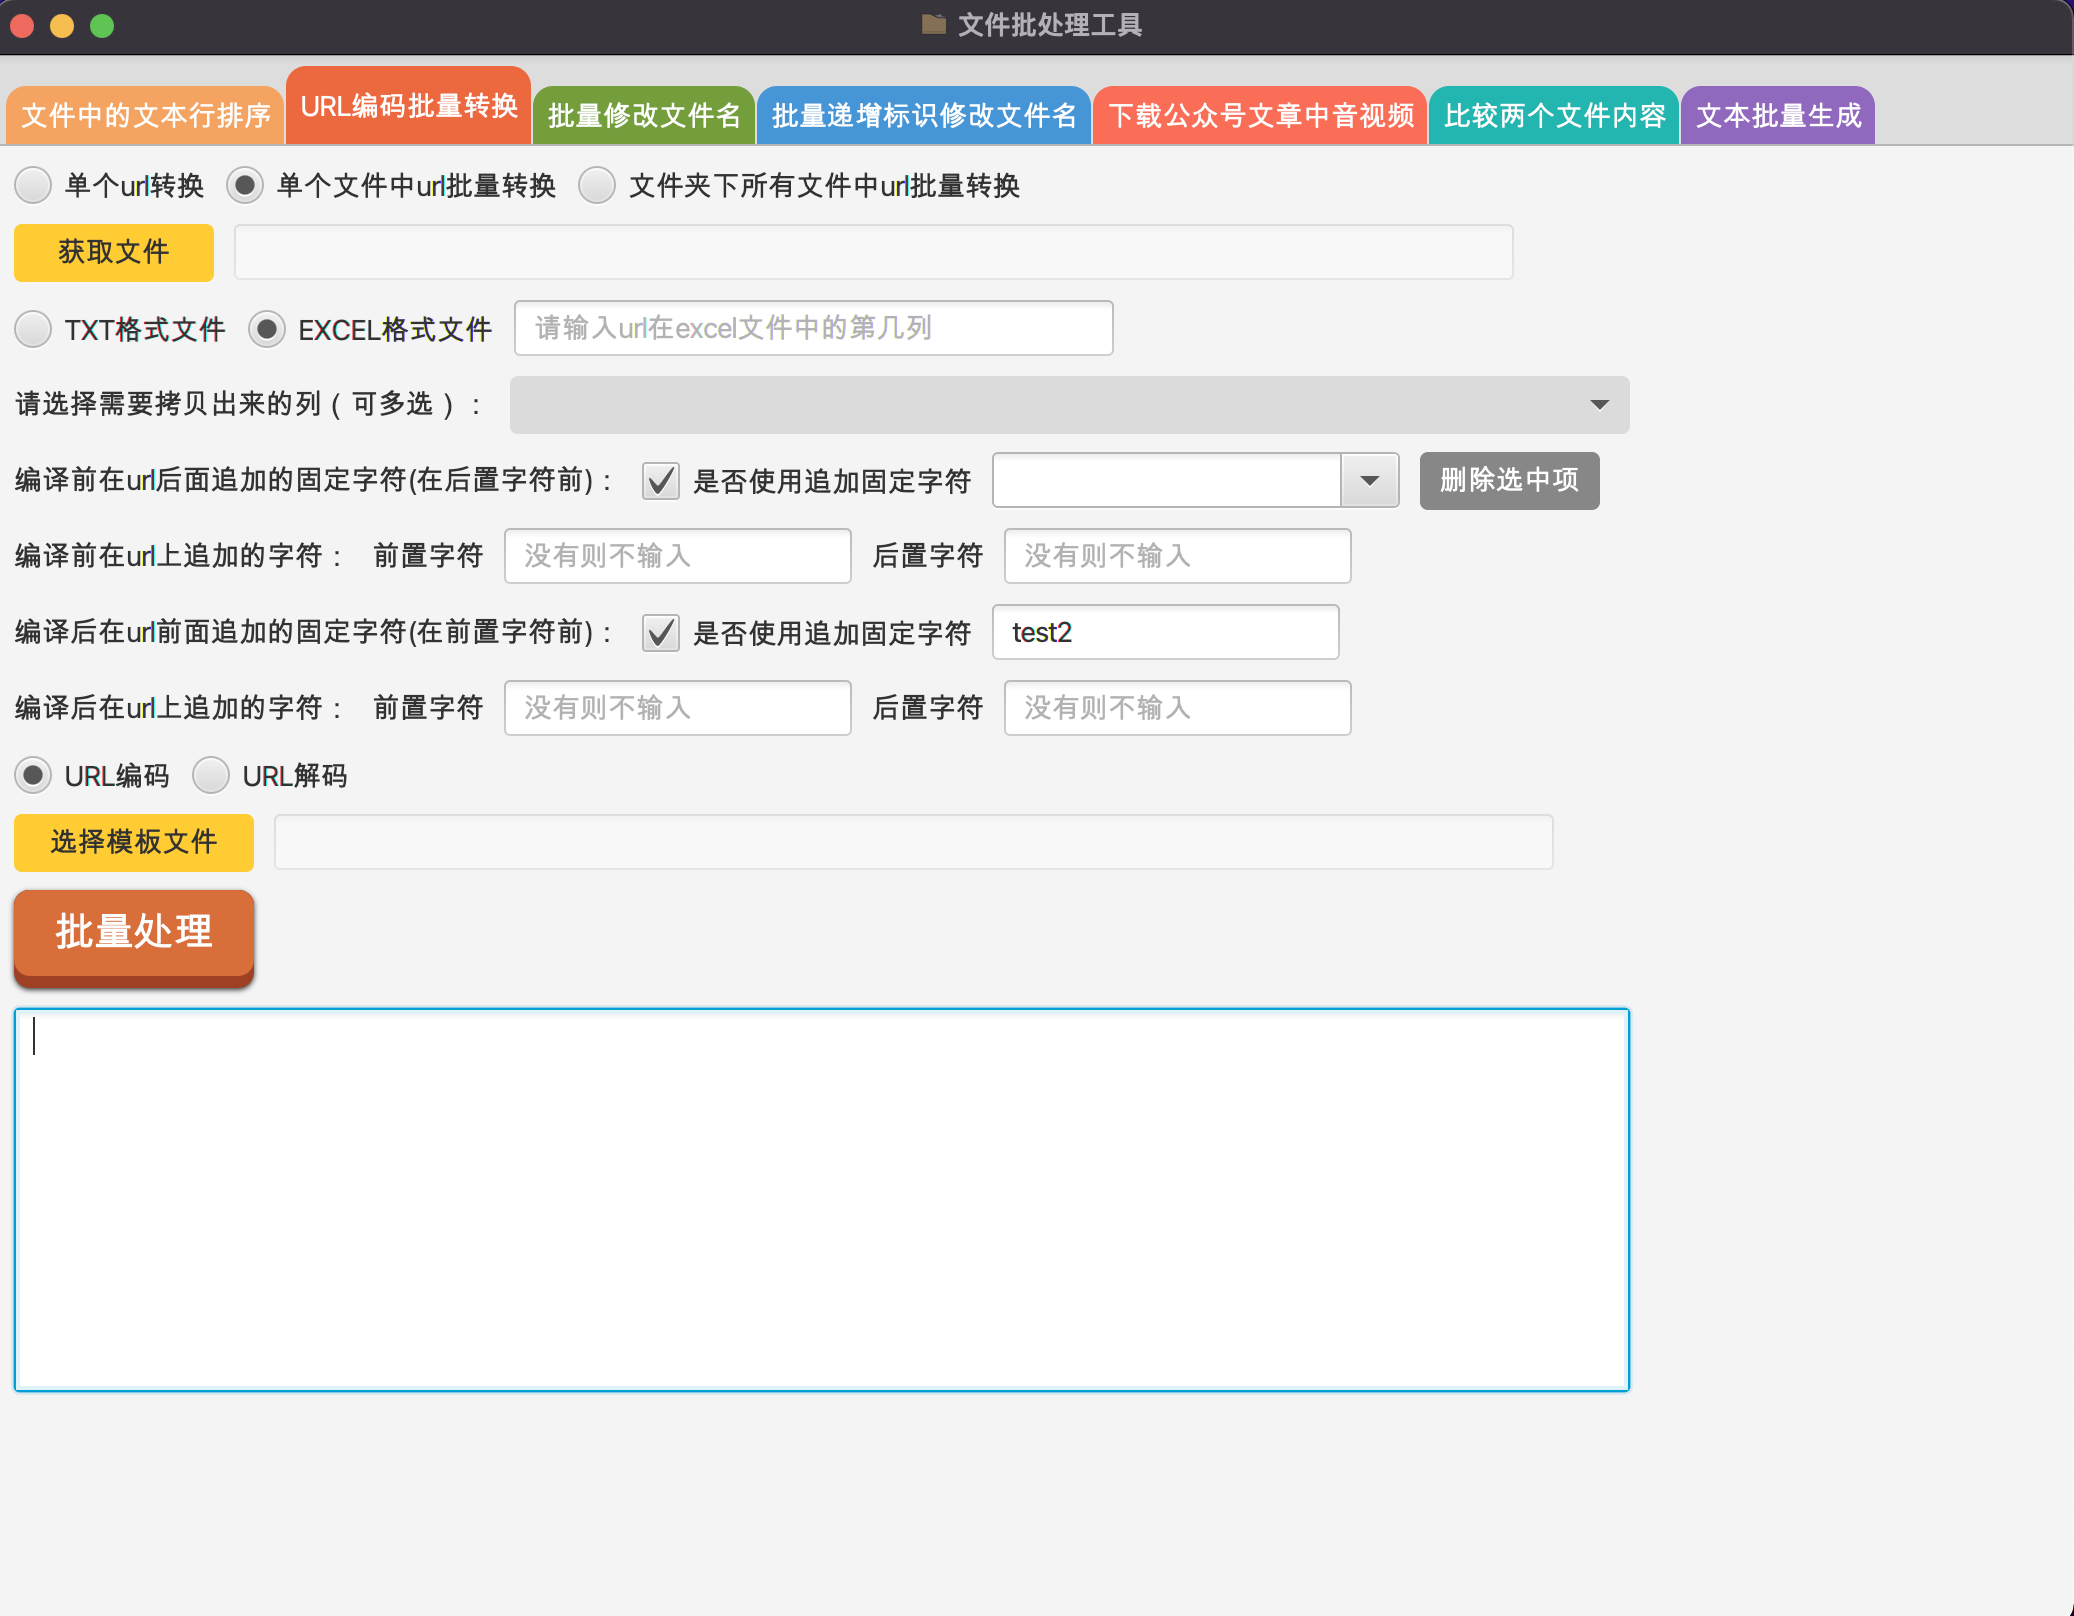 文件批处理工具
文件中的文本行排序 URL编码批量转换 批量修改文件名 批量递增标识修改文件名 下载公众号文章中音视频 比较两个文件内容 文本批量生成
单个url转换 单个文件中url批量转换 文件夹下所有文件中url批量转换
获取文件
TXT格式文件 EXCEL格式文件 请输入url在excel文件中的第几列
请选择需要拷贝出来的列（可多选）：
编译前在url后面追加的固定字符(在后置字符前)： 是否使用追加固定字符 删除选中项
编译前在url上追加的字符： 前置字符 没有则不输入 后置字符 没有则不输入
编译后在url前面追加的固定字符(在前置字符前)： 是否使用追加固定字符 test2
编译后在url上追加的字符： 前置字符 没有则不输入 后置字符 没有则不输入
URL编码 URL解码
选择模板文件
批量处理